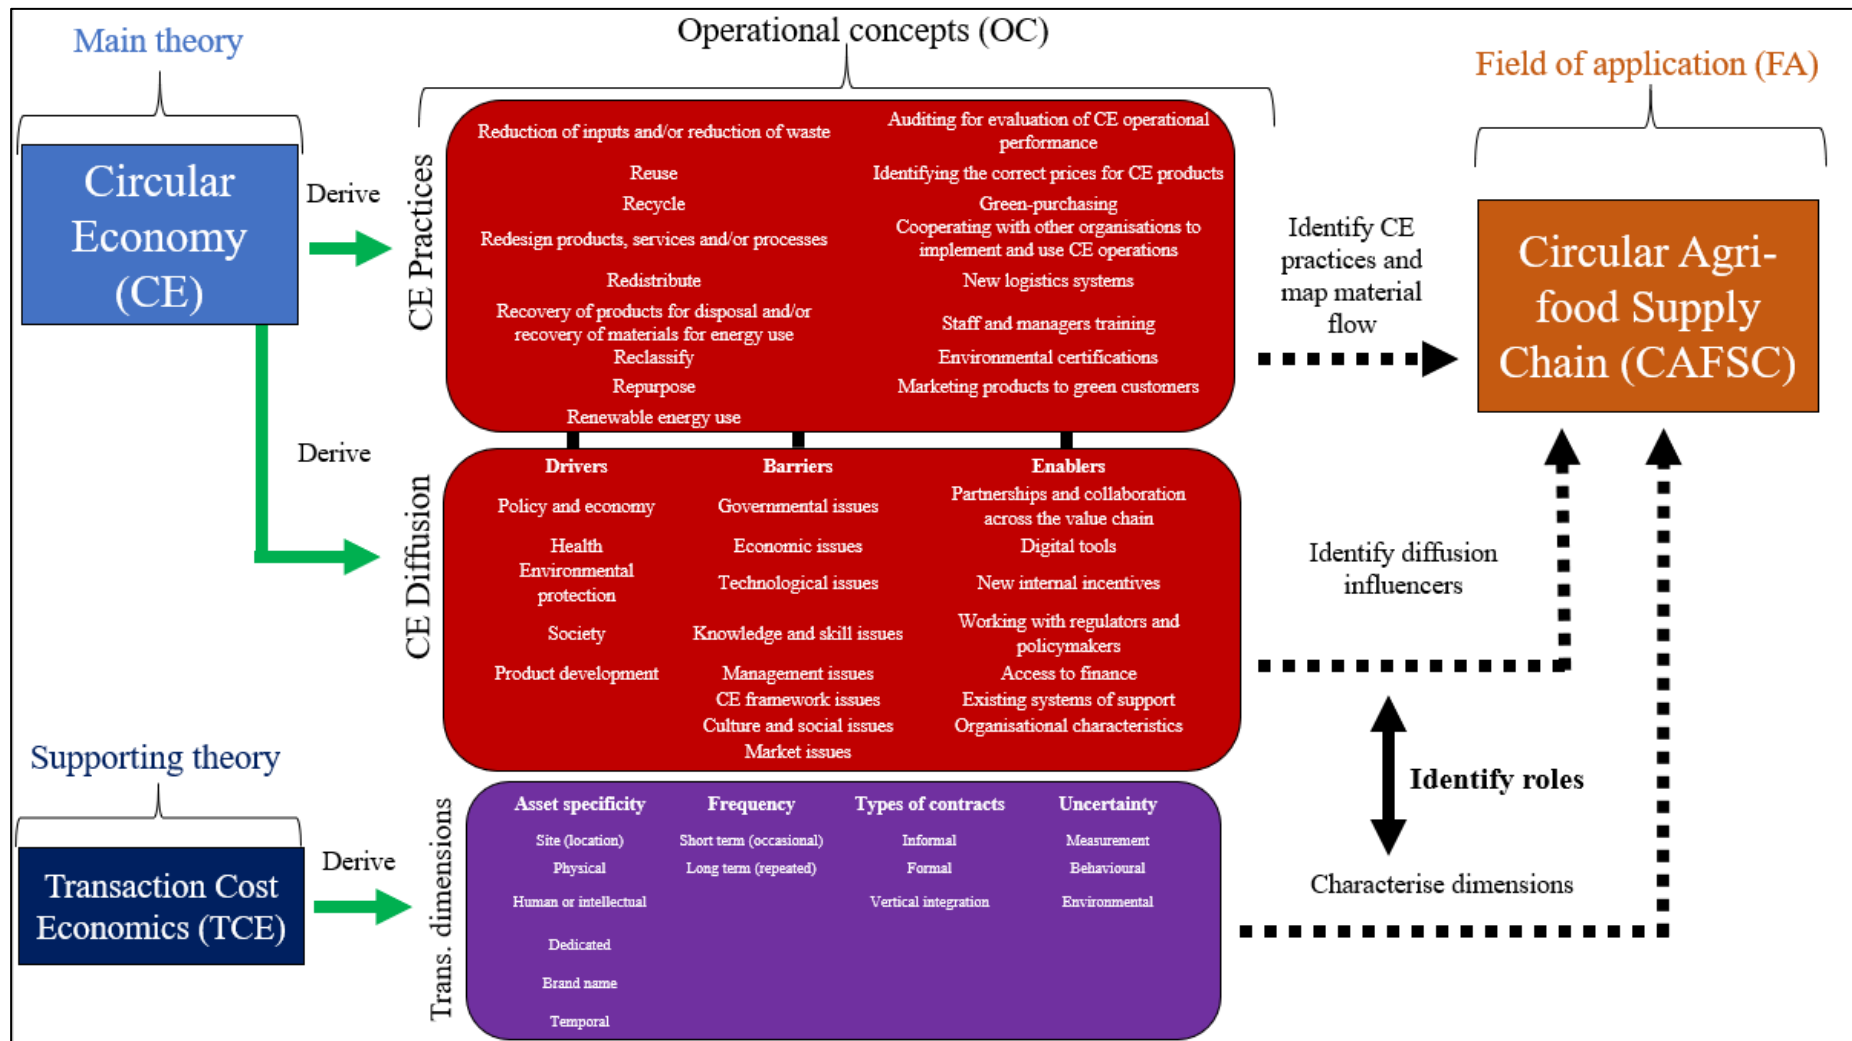 Main theory
Operational concepts (OC)
Field of application (FA)
Circular
Economy
(CE)
Derive
CE Practices
Reduction of inputs and/or reduction of waste
Reuse
Recycle
Redesign products, services and/or processes
Redistribute
Recovery of products for disposal and/or
recovery of materials for energy use
Reclassify
Repurpose
Renewable energy use
Auditing for evaluation of CE operational
performance
Identifying the correct prices for CE products
Green-purchasing
Cooperating with other organisations to
implement and use CE operations
New logistics systems
Staff and managers training
Environmental certifications
Marketing products to green customers
Identify CE
practices and
map material
flow
Circular Agri-
food Supply
Chain (CAFSC)
Derive
CE Diffusion
Drivers
Policy and economy
Health
Environmental
protection
Society
Product development
Barriers
Governmental issues
Economic issues
Technological issues
Knowledge and skill issues
Management issues
CE framework issues
Culture and social issues
Market issues
Enablers
Partnerships and collaboration
across the value chain
Digital tools
New internal incentives
Working with regulators and
policymakers
Access to finance
Existing systems of support
Organisational characteristics
Identify diffusion
influencers
Identify roles
Supporting theory
Transaction Cost
Economics (TCE)
Derive
Trans. dimensions
Asset specificity
Site (location)
Physical
Human or intellectual
Dedicated
Brand name
Temporal
Frequency
Short term (occasional)
Long term (repeated)
Types of contracts
Informal
Formal
Vertical integration
Uncertainty
Measurement
Behavioural
Environmental
Characterise dimensions